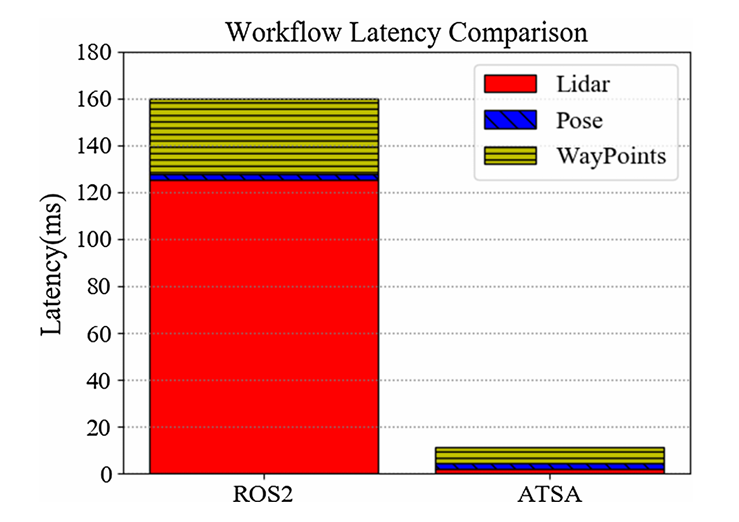 Workflow Latency Comparison
Latency(ms)
180
160
140
120
100
80
60
40
20
0
Lidar
Pose
WayPoints
ROS2
ATSA